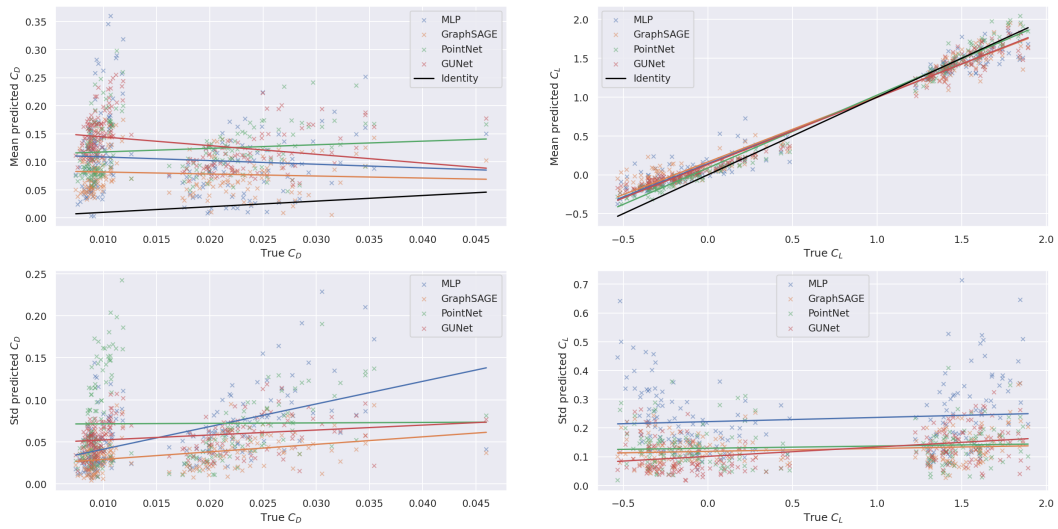 0.35
0.30
0.25
0.20
0.15
0.10
0.05
0.00
Mean predicted C_D
0.010 0.015 0.020 0.025 0.030 0.035 0.040 0.045
True C_D
MLP
GraphSAGE
PointNet
GUNet
Identity
2.0
1.5
1.0
0.5
0.0
−0.5
Mean predicted C_L
−0.5 0.0 0.5 1.0 1.5 2.0
True C_L
MLP
GraphSAGE
PointNet
GUNet
Identity
0.25
0.20
0.15
0.10
0.05
0.00
Std predicted C_D
0.010 0.015 0.020 0.025 0.030 0.035 0.040 0.045
True C_D
MLP
GraphSAGE
PointNet
GUNet
0.7
0.6
0.5
0.4
0.3
0.2
0.1
0.0
Std predicted C_L
−0.5 0.0 0.5 1.0 1.5 2.0
True C_L
MLP
GraphSAGE
PointNet
GUNet